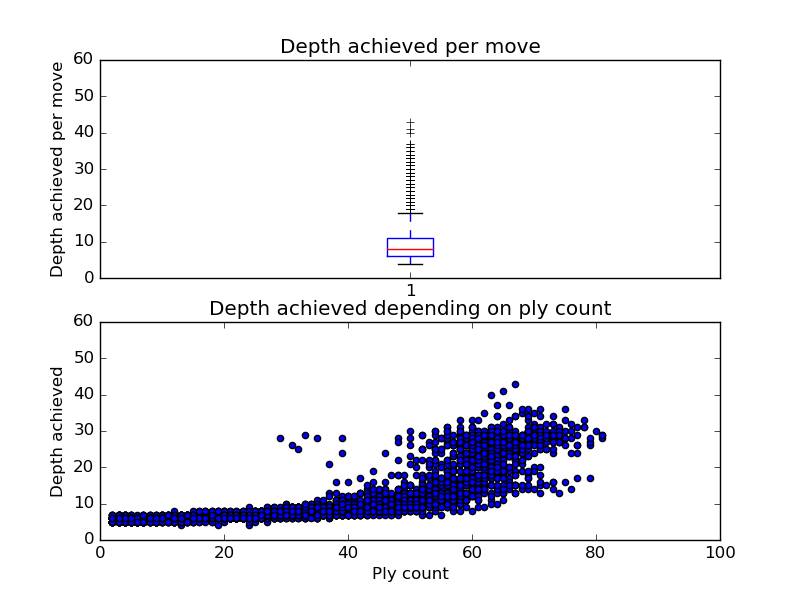 Depth achieved per move
60
50
40
30
20
10
0
Depth achieved per move
1
Depth achieved depending on ply count
60
50
40
30
20
10
0
Depth achieved
0 20 40 60 80 100
Ply count